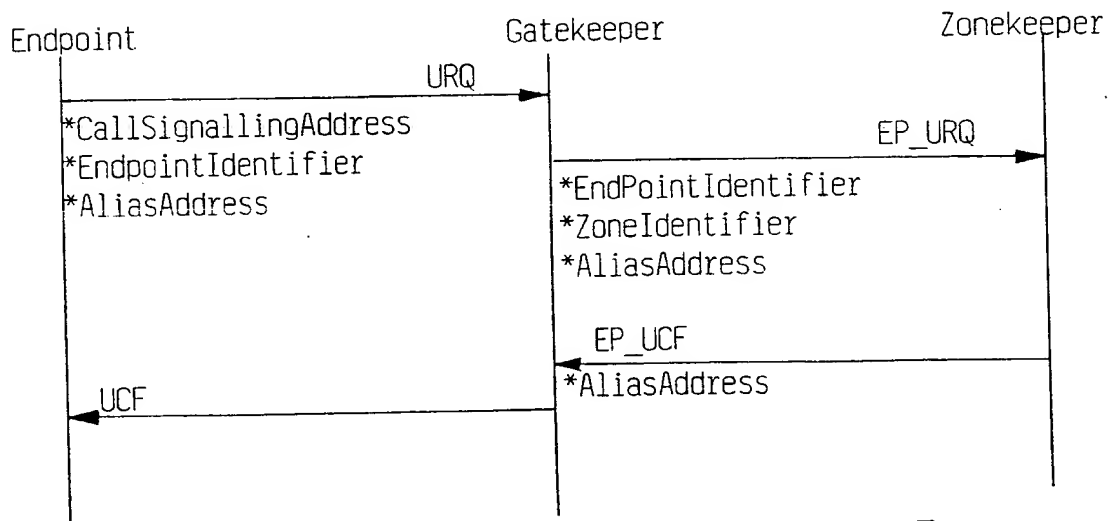 Endpoint
Gatekeeper
Zonekeeper
URQ
*CallSignallingAddress
*EndpointIdentifier
*AliasAddress
EP_URQ
*EndPointIdentifier
*ZoneIdentifier
*AliasAddress
EP_UCF
*AliasAddress
UCF